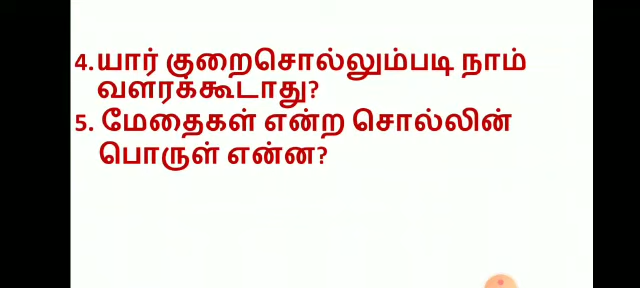 4.யார் குறைசொல்லும்படி நாம்
வளரக்கூடாது?
5. மேதைகள் என்ற சொல்லின்
பொருள் என்ன?